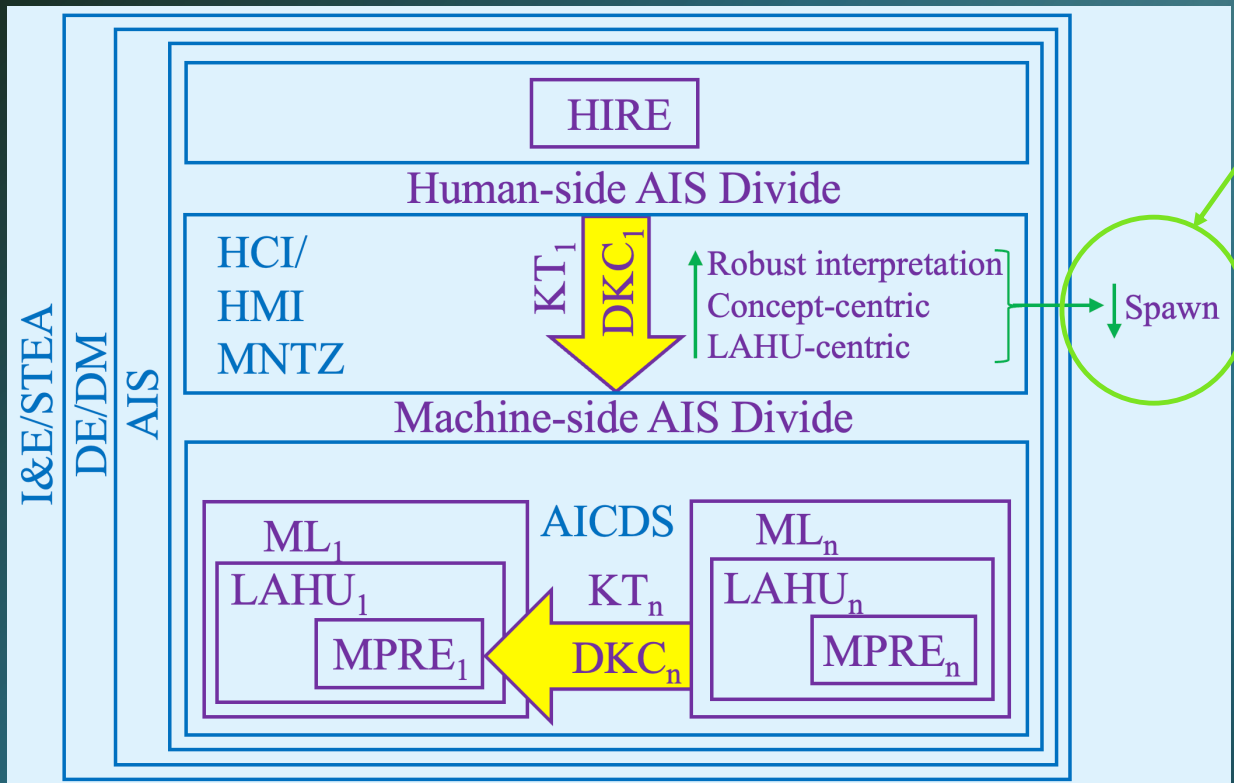 I&E/STEA
DE/DM
AIS
HIRE
Human-side AIS Divide
HCI/
HMI
MNTZ
KT₁
DKC₁
Robust interpretation
Concept-centric
LAHU-centric
Spawn
Machine-side AIS Divide
AICDS
ML₁
LAHU₁
MPRE₁
KTₙ
DKCₙ
MLₙ
LAHUₙ
MPREₙ